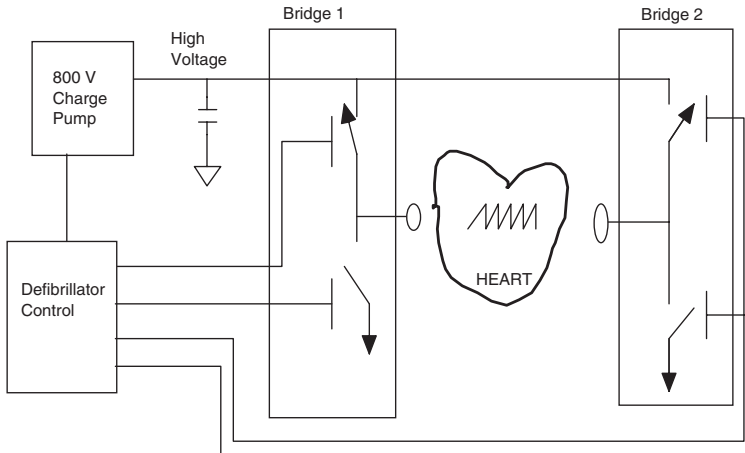 Bridge 1
Bridge 2
High
Voltage
800 V
Charge
Pump
HEART
Defibrillator
Control